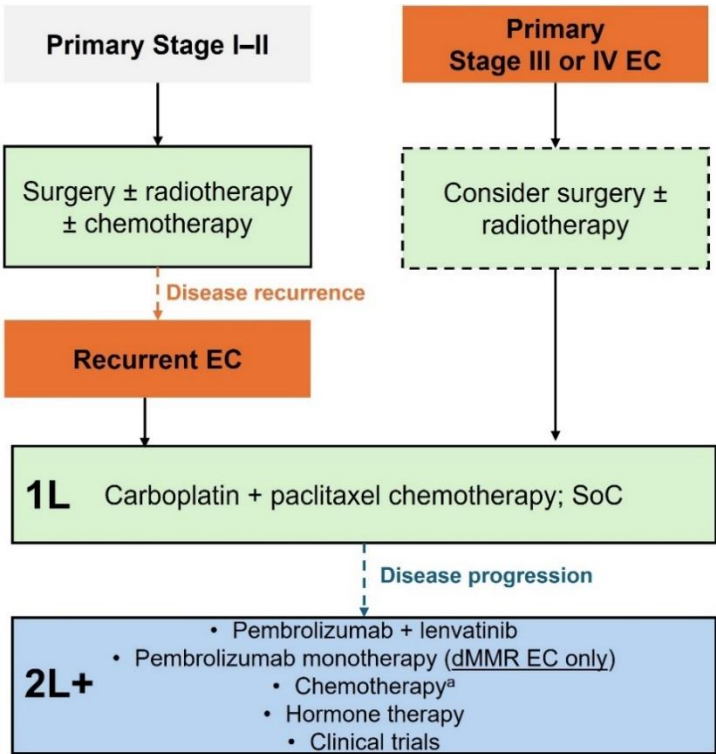 Primary Stage I–II
Primary
Stage III or IV EC
Surgery ± radiotherapy
± chemotherapy
Consider surgery ±
radiotherapy
Disease recurrence
Recurrent EC
1L
Carboplatin + paclitaxel chemotherapy; SoC
Disease progression
2L+
• Pembrolizumab + lenvatinib
• Pembrolizumab monotherapy (dMMR EC only)
• Chemotherapyᵃ
• Hormone therapy
• Clinical trials